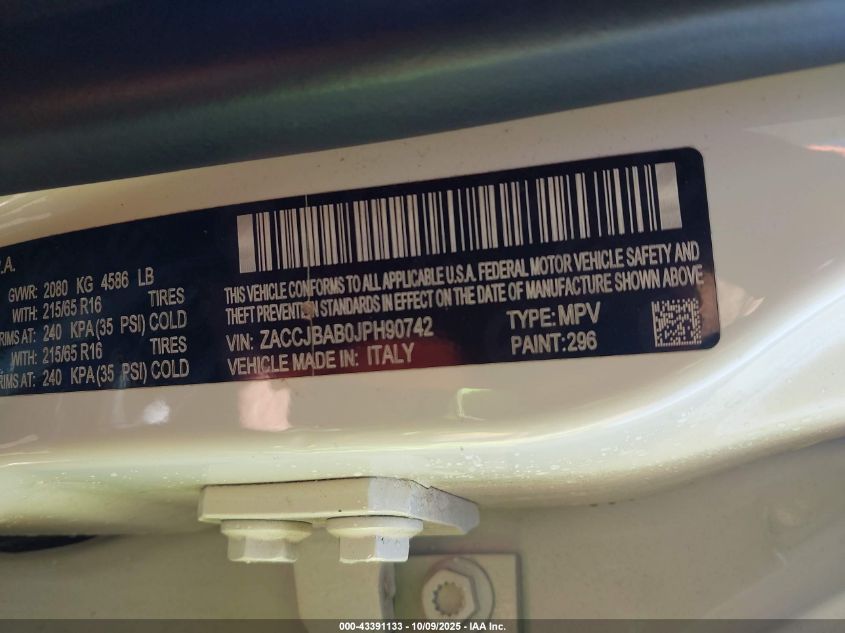 .A.
GVWR: 2080 KG 4586 LB
WITH: 215/65 R16 TIRES
RIMS AT: 240 KPA(35 PSI) COLD
WITH: 215/65 R16 TIRES
RIMS AT: 240 KPA(35 PSI) COLD
THIS VEHICLE CONFORMS TO ALL APPLICABLE U.S.A. FEDERAL MOTOR VEHICLE SAFETY AND
THEFT PREVENTION STANDARDS IN EFFECT ON THE DATE OF MANUFACTURE SHOWN ABOVE
VIN: ZACCJBAB0JPH90742 TYPE: MPV
VEHICLE MADE IN: ITALY PAINT:296
000-43391133 - 10/09/2025 - IAA Inc.